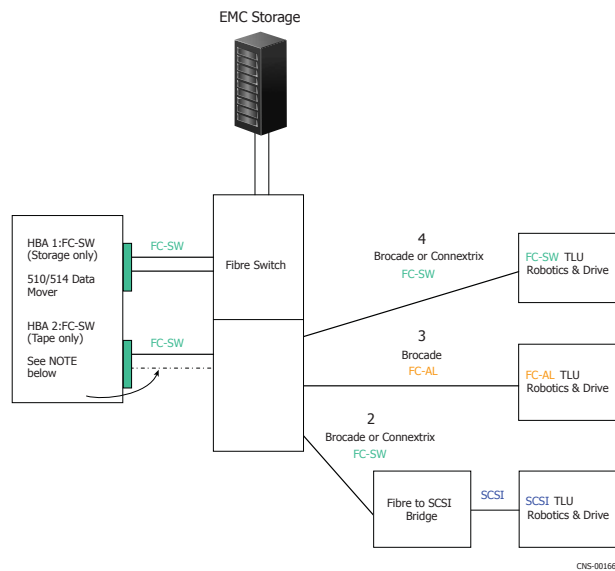 EMC Storage
HBA 1:FC-SW
(Storage only)
510/514 Data
Mover
HBA 2:FC-SW
(Tape only)
See NOTE
below
FC-SW
FC-SW
Fibre Switch
4
Brocade or Connextrix
FC-SW
FC-SW TLU
Robotics & Drive
3
Brocade
FC-AL
FC-AL TLU
Robotics & Drive
2
Brocade or Connextrix
FC-SW
Fibre to SCSI
Bridge
SCSI
SCSI TLU
Robotics & Drive